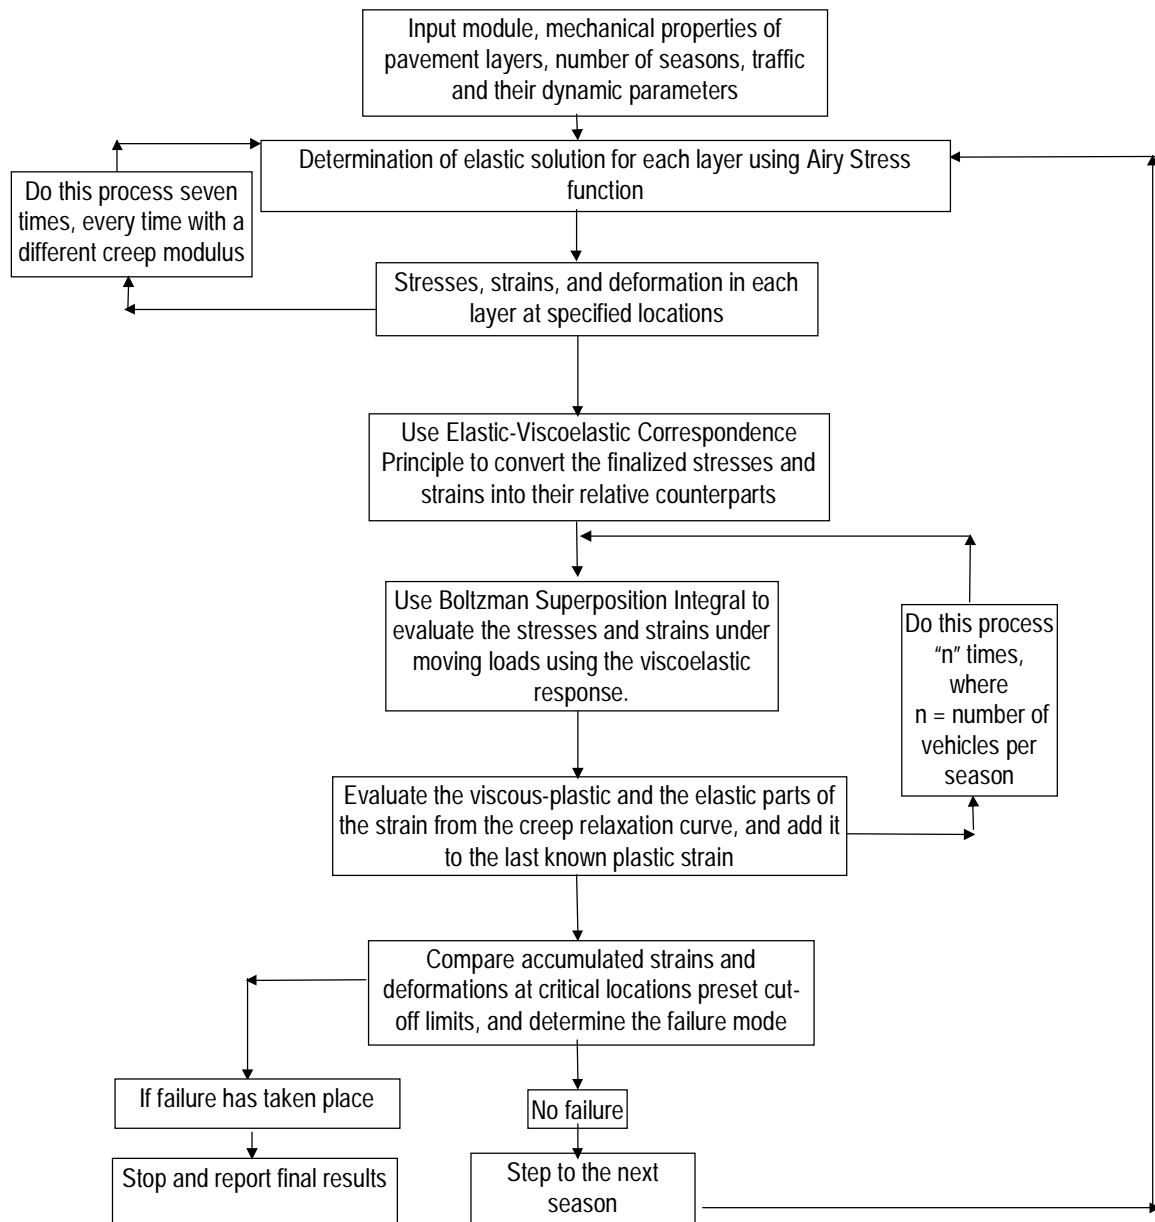 Input module, mechanical properties of
pavement layers, number of seasons, traffic
and their dynamic parameters
Determination of elastic solution for each layer using Airy Stress
function
Do this process seven
times, every time with a
different creep modulus
Stresses, strains, and deformation in each
layer at specified locations
Use Elastic-Viscoelastic Correspondence
Principle to convert the finalized stresses and
strains into their relative counterparts
Use Boltzman Superposition Integral to
evaluate the stresses and strains under
moving loads using the viscoelastic
response.
Do this process
“n” times,
where
n = number of
vehicles per
season
Evaluate the viscous-plastic and the elastic parts of
the strain from the creep relaxation curve, and add it
to the last known plastic strain
Compare accumulated strains and
deformations at critical locations preset cut-
off limits, and determine the failure mode
If failure has taken place
No failure
Stop and report final results
Step to the next
season